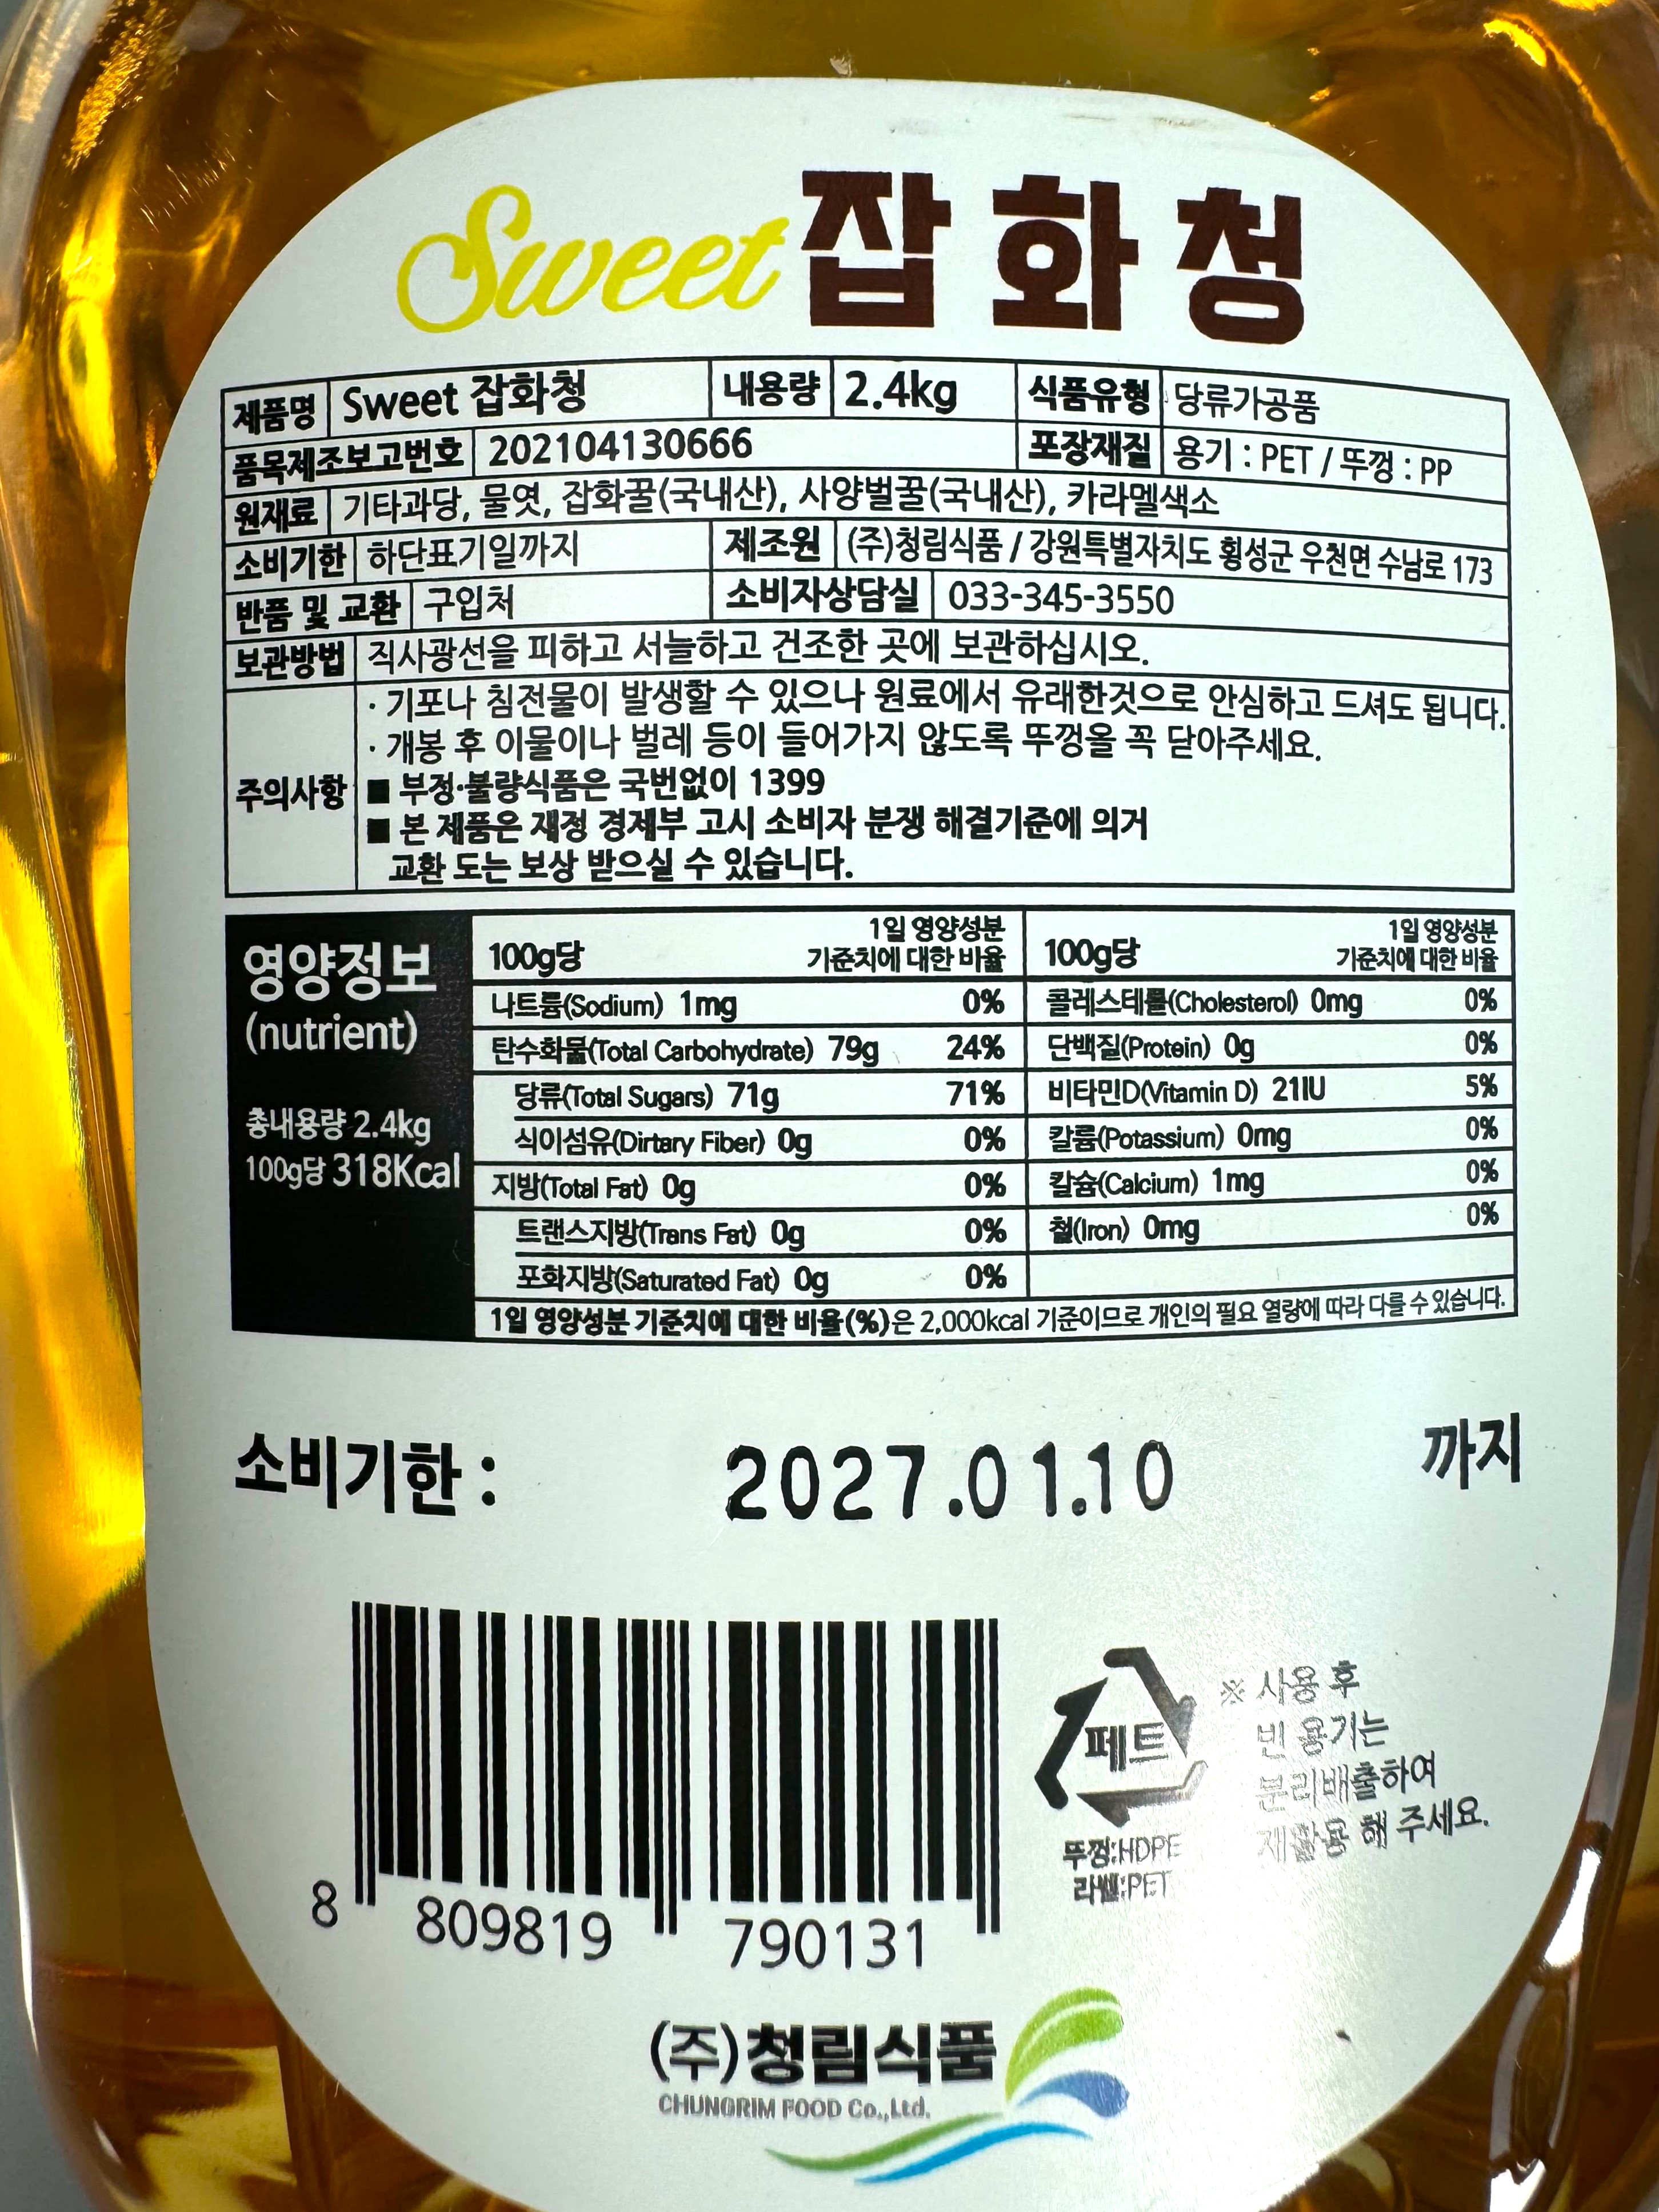 Sweet 잡화청
제품명 Sweet 잡화청 내용량 2.4kg 식품유형 당류가공품
품목제조보고번호 202104130666 포장재질 용기 : PET / 뚜껑 : PP
원재료 기타과당, 물엿, 잡화꿀(국내산), 사양벌꿀(국내산), 카라멜색소
소비기한 하단표기일까지 제조원 (주)청림식품 / 강원특별자치도 횡성군 우천면 수남로 173
반품 및 교환 구입처 소비자상담실 033-345-3550
보관방법 직사광선을 피하고 서늘하고 건조한 곳에 보관하십시오.
주의사항
· 기포나 침전물이 발생할 수 있으나 원료에서 유래한것으로 안심하고 드셔도 됩니다.
· 개봉 후 이물이나 벌레 등이 들어가지 않도록 뚜껑올 꼭 닫아주세요.
■ 부정·불량식품은 국번없이 1399
■ 본 제품은 재정 경제부 고시 소비자 분쟁 해결기준에 의거
교환 도는 보상 받으실 수 있습니다.
영양정보
(nutrient)
총내용량 2.4kg
100g당 318Kcal
100g당 1일 영양성분 기준치에 대한 비율 100g당 1일 영양성분 기준치에 대한 비율
나트륨(Sodium) 1mg 0% 콜레스테롤(Cholesterol) 0mg 0%
탄수화물(Total Carbohydrate) 79g 24% 단백질(Protein) 0g 0%
당류(Total Sugars) 71g 71% 비타민D(Vitamin D) 21IU 5%
식이섬유(Dirtary Fiber) 0g 0% 칼륨(Potassium) 0mg 0%
지방(Total Fat) 0g 0% 칼슘(Calcium) 1mg 0%
트랜스지방(Trans Fat) 0g 0% 철(Iron) 0mg 0%
포화지방(Saturated Fat) 0g 0%
1일 영양성분 기준치에 대한 비율(%)은 2,000kcal 기준이므로 개인의 필요 열량에 따라 다를 수 있습니다.
소비기한 : 2027.01.10 까지
페트
뚜껑:HDPE
라벨:PET
※ 사용 후
빈 용기는
분리배출하여
재활용 해 주세요.
8 809819 790131
(주)청림식품
CHUNGRIM FOOD Co.,Ltd.